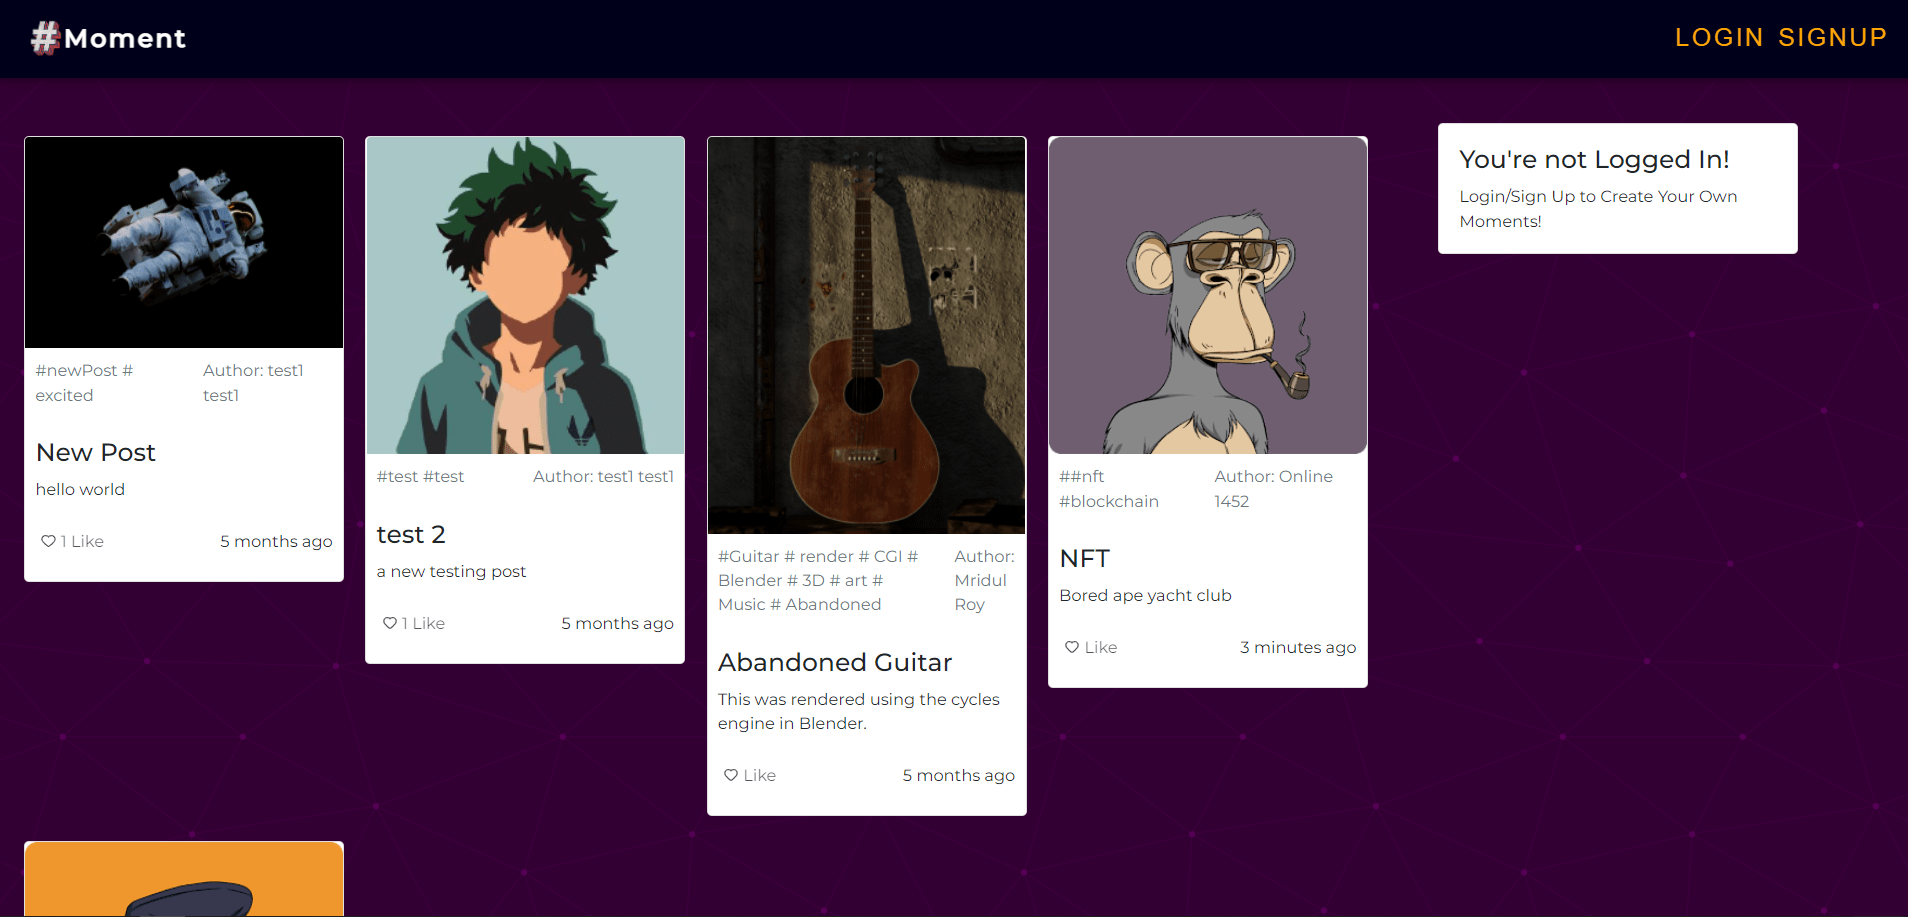 #Moment
LOGIN SIGNUP
#newPost #
excited
Author: test1
test1
New Post
hello world
1 Like
5 months ago
#test #test
Author: test1 test1
test 2
a new testing post
1 Like
5 months ago
#Guitar # render # CGI #
Blender # 3D # art #
Music # Abandoned
Author:
Mridul
Roy
Abandoned Guitar
This was rendered using the cycles
engine in Blender.
Like
5 months ago
##nft
#blockchain
Author: Online
1452
NFT
Bored ape yacht club
Like
3 minutes ago
You're not Logged In!
Login/Sign Up to Create Your Own
Moments!